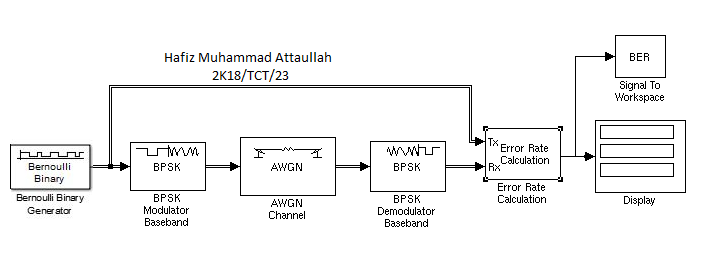 Hafiz Muhammad Attaullah
2K18/TCT/23
BER
Signal To
Workspace
Bernoulli
Binary
Bernoulli Binary
Generator
BPSK
BPSK
Modulator
Baseband
AWGN
AWGN
Channel
BPSK
BPSK
Demodulator
Baseband
Tx
Rx
Error Rate
Calculation
Error Rate
Calculation
Display